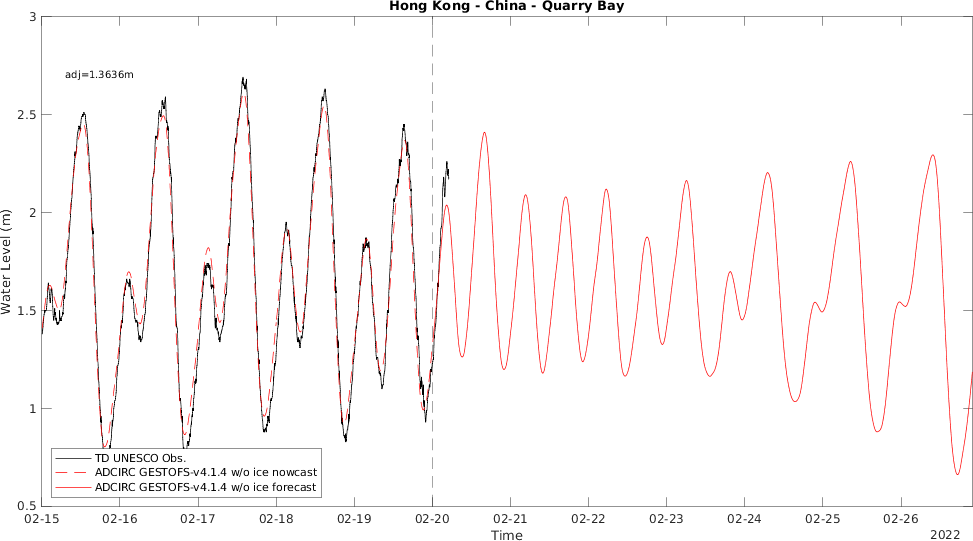 Hong Kong - China - Quarry Bay
3
adj=1.3636m
2.5
2
1.5
1
0.5
Water Level (m)
TD UNESCO Obs.
ADCIRC GESTOFS-v4.1.4 w/o ice nowcast
ADCIRC GESTOFS-v4.1.4 w/o ice forecast
02-15 02-16 02-17 02-18 02-19 02-20 02-21 02-22 02-23 02-24 02-25 02-26
Time
2022